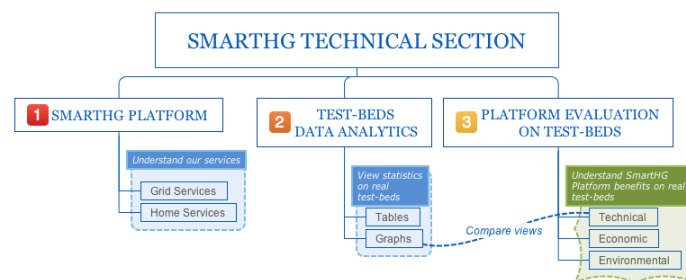 SMARTHG TECHNICAL SECTION
1 SMARTHG PLATFORM
Understand our services
Grid Services
Home Services
2 TEST-BEDS
DATA ANALYTICS
View statistics
on real
test-beds
Tables
Graphs
Compare views
3 PLATFORM EVALUATION
ON TEST-BEDS
Understand SmartHG
Platform benefits on real
test-beds
Technical
Economic
Environmental